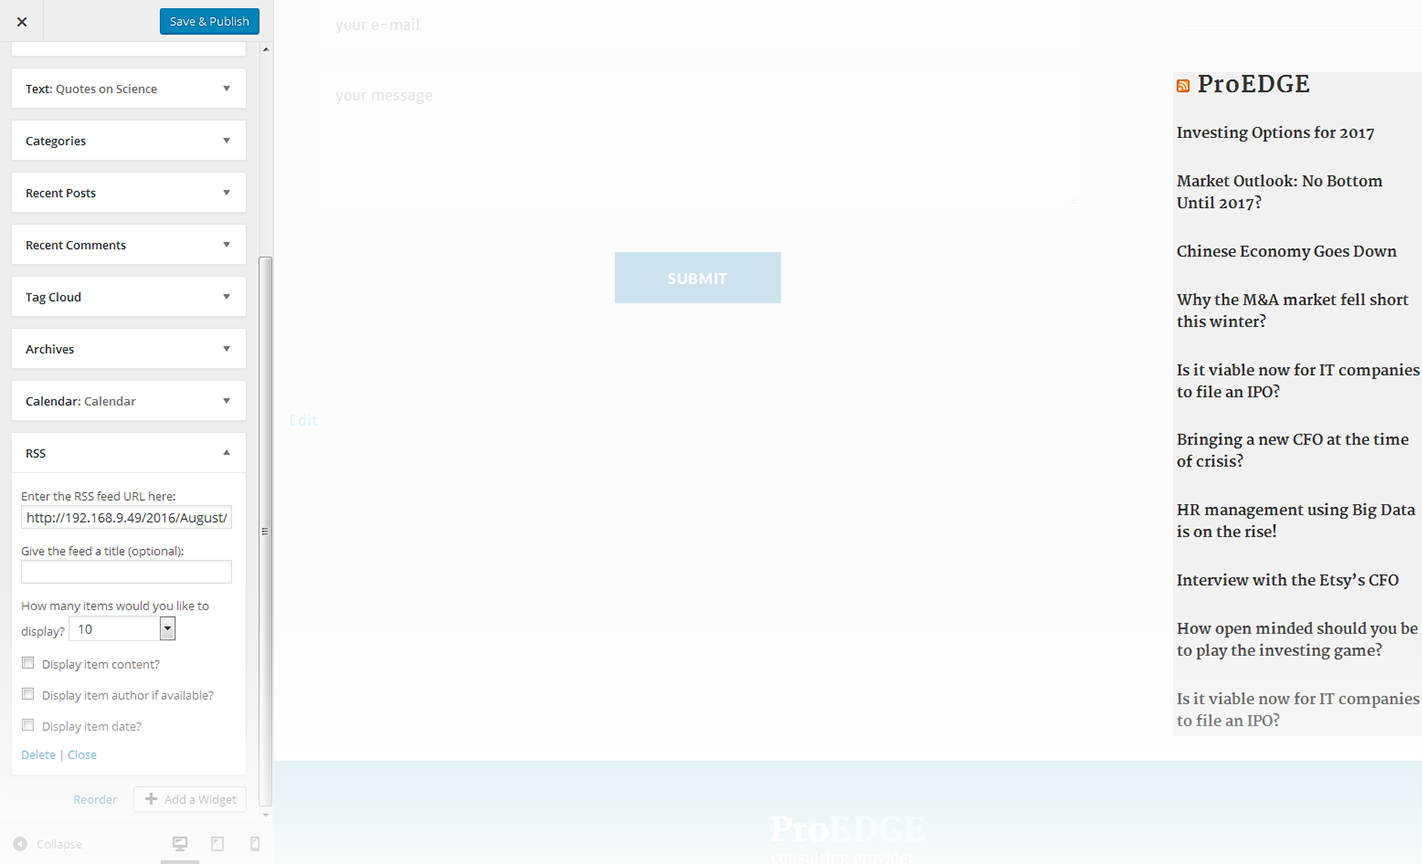 Save & Publish
Text: Quotes on Science
Categories
Recent Posts
Recent Comments
Tag Cloud
Archives
Calendar: Calendar
RSS
Enter the RSS feed URL here:
http://192.168.9.49/2016/August/
Give the feed a title (optional):
How many items would you like to
display? 10
Display item content?
Display item author if available?
Display item date?
Delete | Close
Reorder
Add a Widget
Collapse
your e-mail
your message
SUBMIT
Edit
ProEDGE
Investing Options for 2017
Market Outlook: No Bottom
Until 2017?
Chinese Economy Goes Down
Why the M&A market fell short
this winter?
Is it viable now for IT companies
to file an IPO?
Bringing a new CFO at the time
of crisis?
HR management using Big Data
is on the rise!
Interview with the Etsy’s CFO
How open minded should you be
to play the investing game?
Is it viable now for IT companies
to file an IPO?
ProEDGE
consulting provider